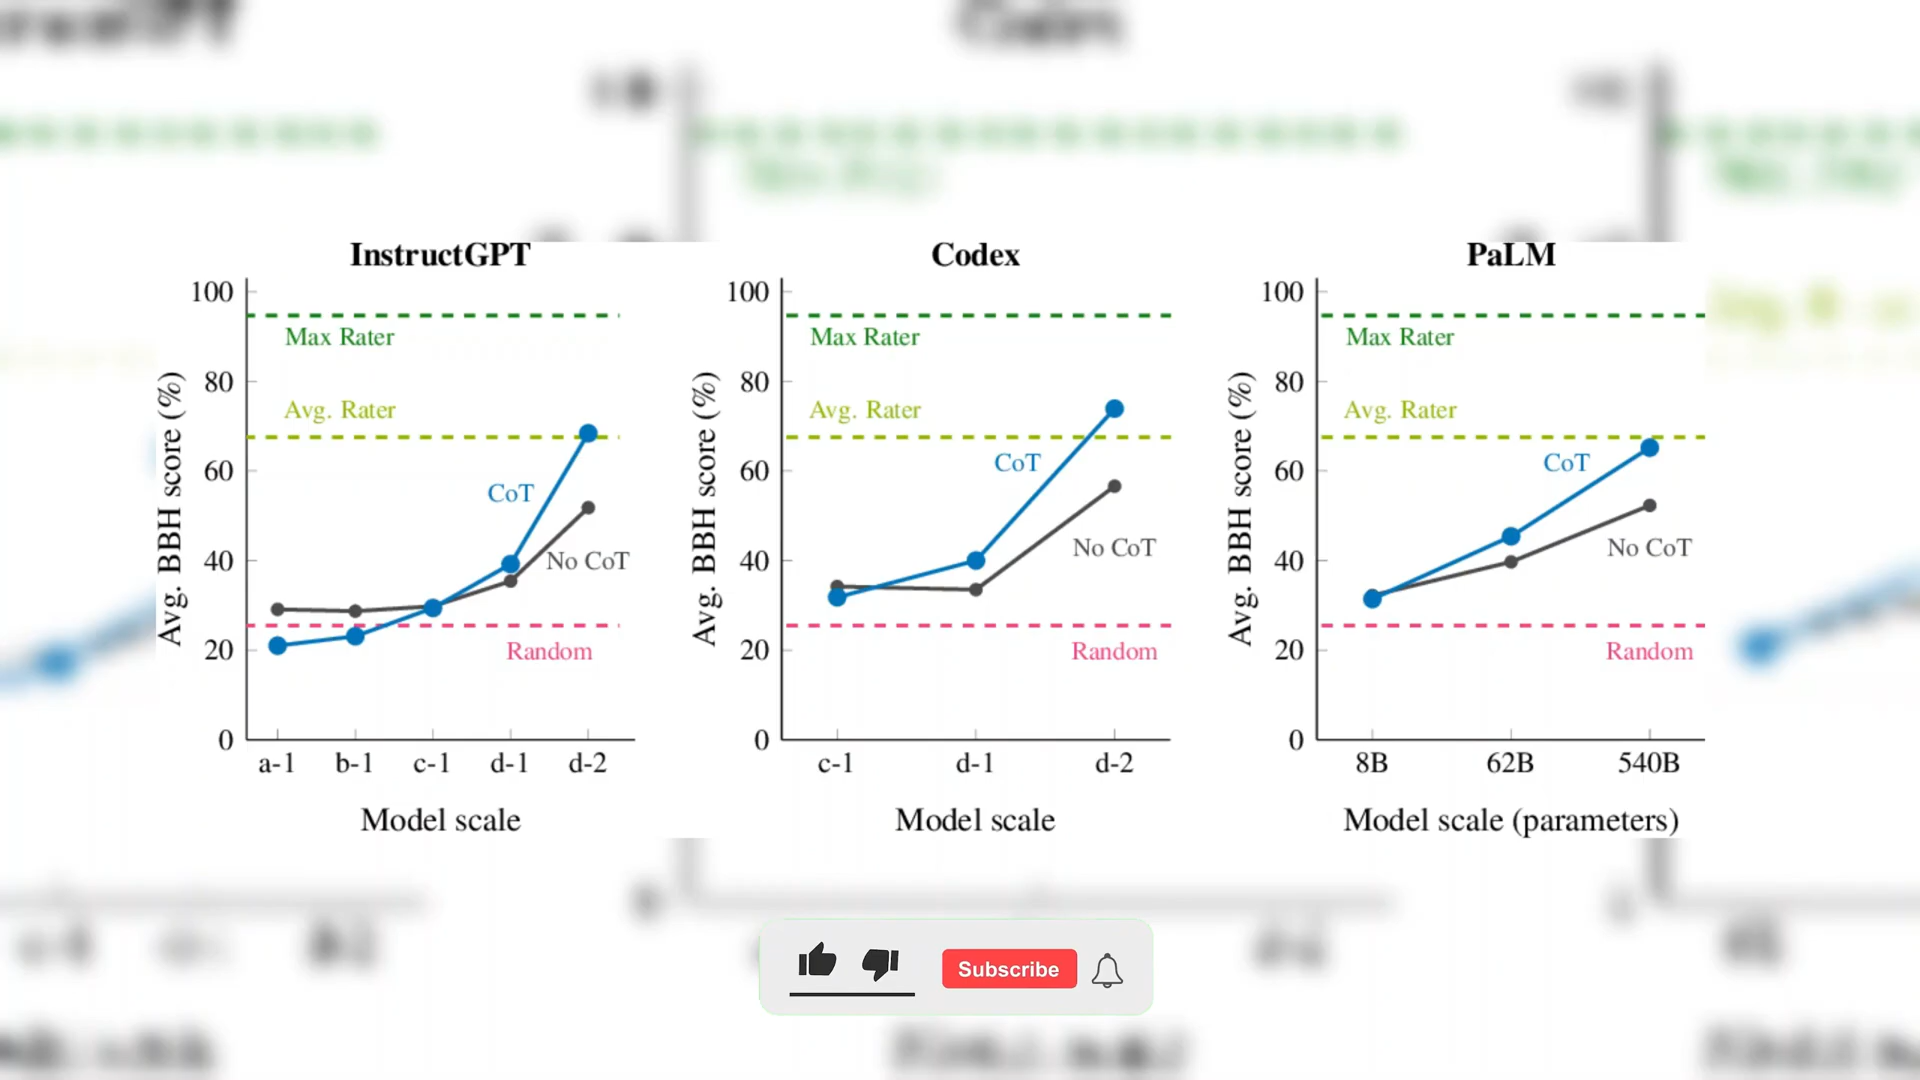 InstructGPT
100
80
60
40
20
0
Avg. BBH score (%)
Max Rater
Avg. Rater
CoT
No CoT
Random
a-1 b-1 c-1 d-1 d-2
Model scale
Codex
100
80
60
40
20
0
Avg. BBH score (%)
Max Rater
Avg. Rater
CoT
No CoT
Random
c-1 d-1 d-2
Model scale
PaLM
100
80
60
40
20
0
Avg. BBH score (%)
Max Rater
Avg. Rater
CoT
No CoT
Random
8B 62B 540B
Model scale (parameters)
Subscribe